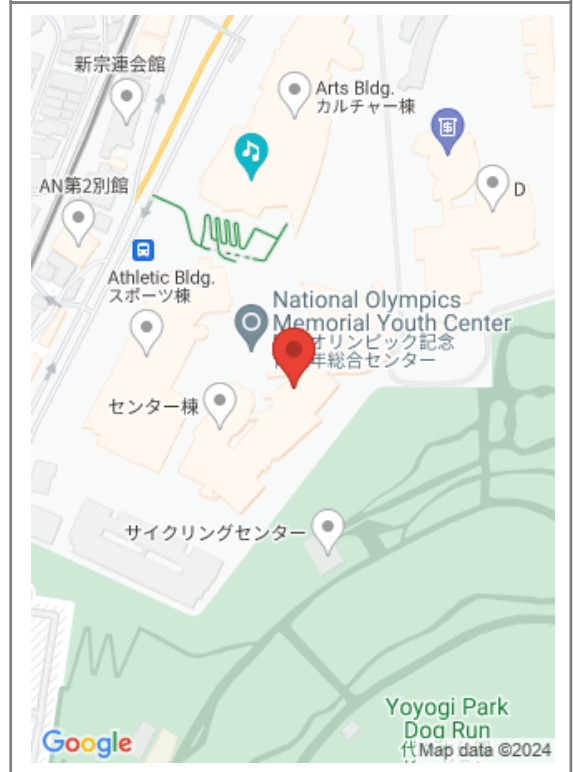 新宗連会館
Arts Bldg.
カルチャー棟
AN第2別館
D
Athletic Bldg.
スポーツ棟
National Olympics
Memorial Youth Center
オリンピック記念
年総合センター
センター棟
サイクリングセンター
Yoyogi Park
Dog Run
代
Google
Map data ©2024